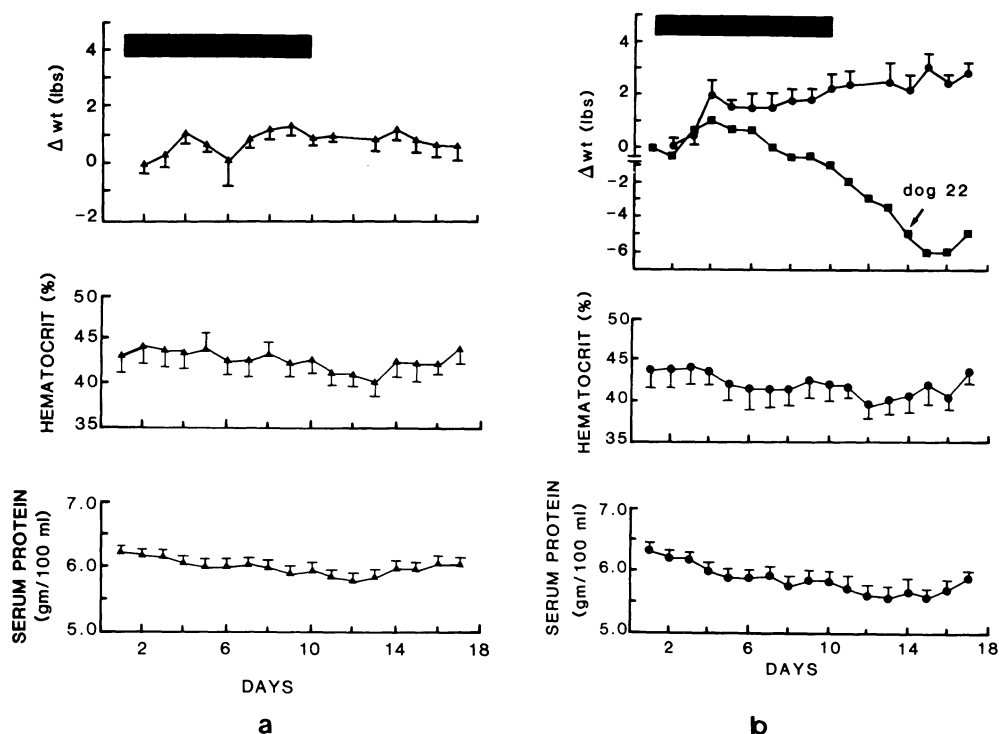 Δ wt (lbs)
4
2
0
-2
HEMATOCRIT (%)
50
45
40
35
SERUM PROTEIN
(gm/100 ml)
7.0
6.0
5.0
2
6
10
14
18
DAYS
a
Δ wt (lbs)
4
2
0
-2
-4
-6
dog 22
HEMATOCRIT (%)
50
45
40
35
SERUM PROTEIN
(gm/100 ml)
7.0
6.0
5.0
2
6
10
14
18
DAYS
b